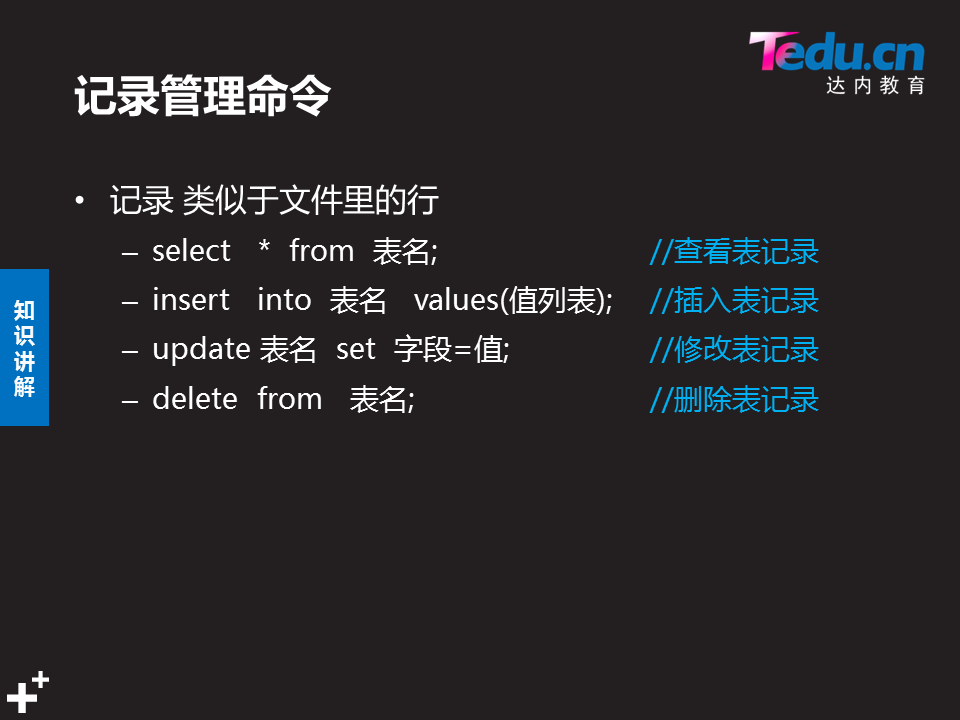 Tedu.cn
达内教育
记录管理命令
• 记录 类似于文件里的行
– select * from 表名; //查看表记录
– insert into 表名 values(值列表); //插入表记录
– update 表名 set 字段=值; //修改表记录
– delete from 表名; //删除表记录
知
识
讲
解